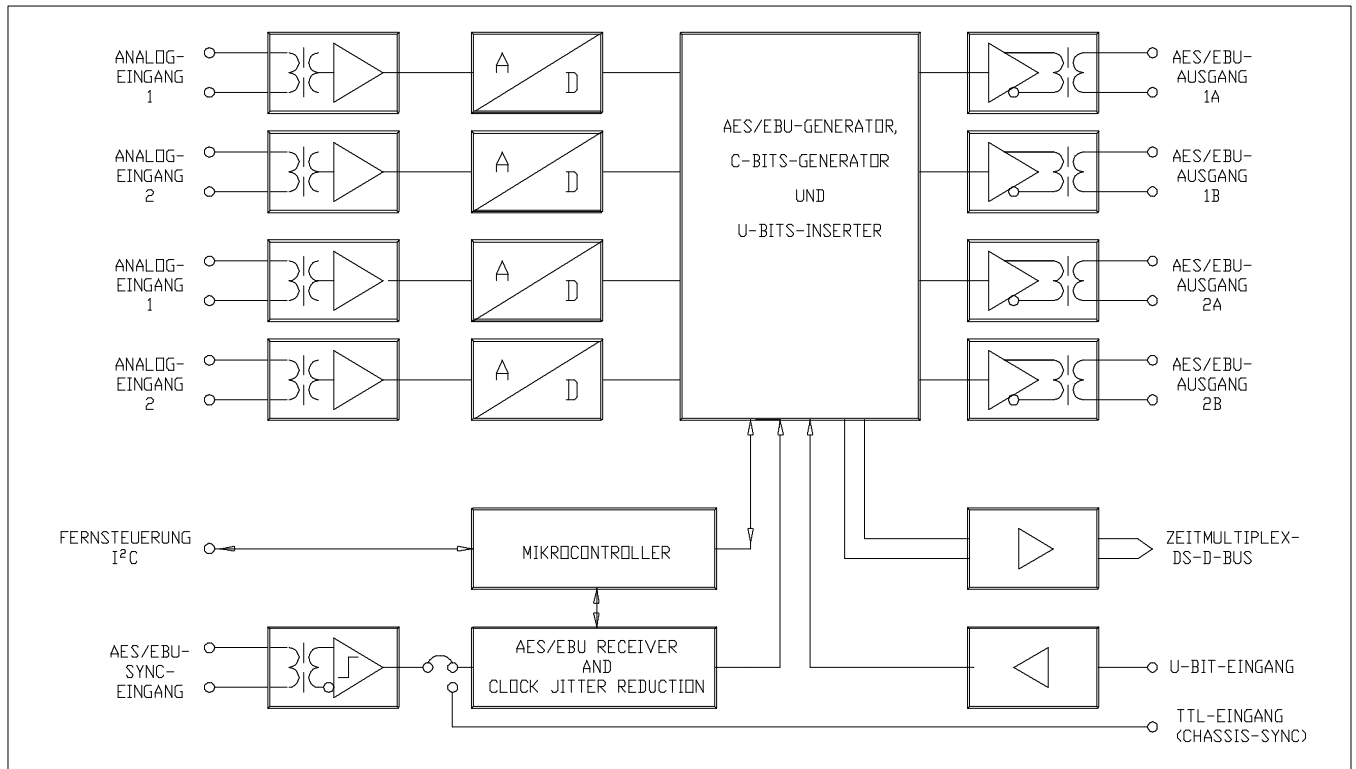 ANALOG-
EINGANG
1
A
D
AES/EBU-GENERATOR,
C-BITS-GENERATOR
UND
U-BITS-INSERTER
AES/EBU-
AUSGANG
1A
ANALOG-
EINGANG
2
A
D
AES/EBU-
AUSGANG
1B
ANALOG-
EINGANG
1
A
D
AES/EBU-
AUSGANG
2A
ANALOG-
EINGANG
2
A
D
AES/EBU-
AUSGANG
2B
FERNSTEUERUNG
I²C
MIKROCONTROLLER
ZEITMULTIPLEX-
DS-D-BUS
AES/EBU-
SYNC-
EINGANG
AES/EBU RECEIVER
AND
CLOCK JITTER REDUCTION
U-BIT-EINGANG
TTL-EINGANG
(CHASSIS-SYNC)